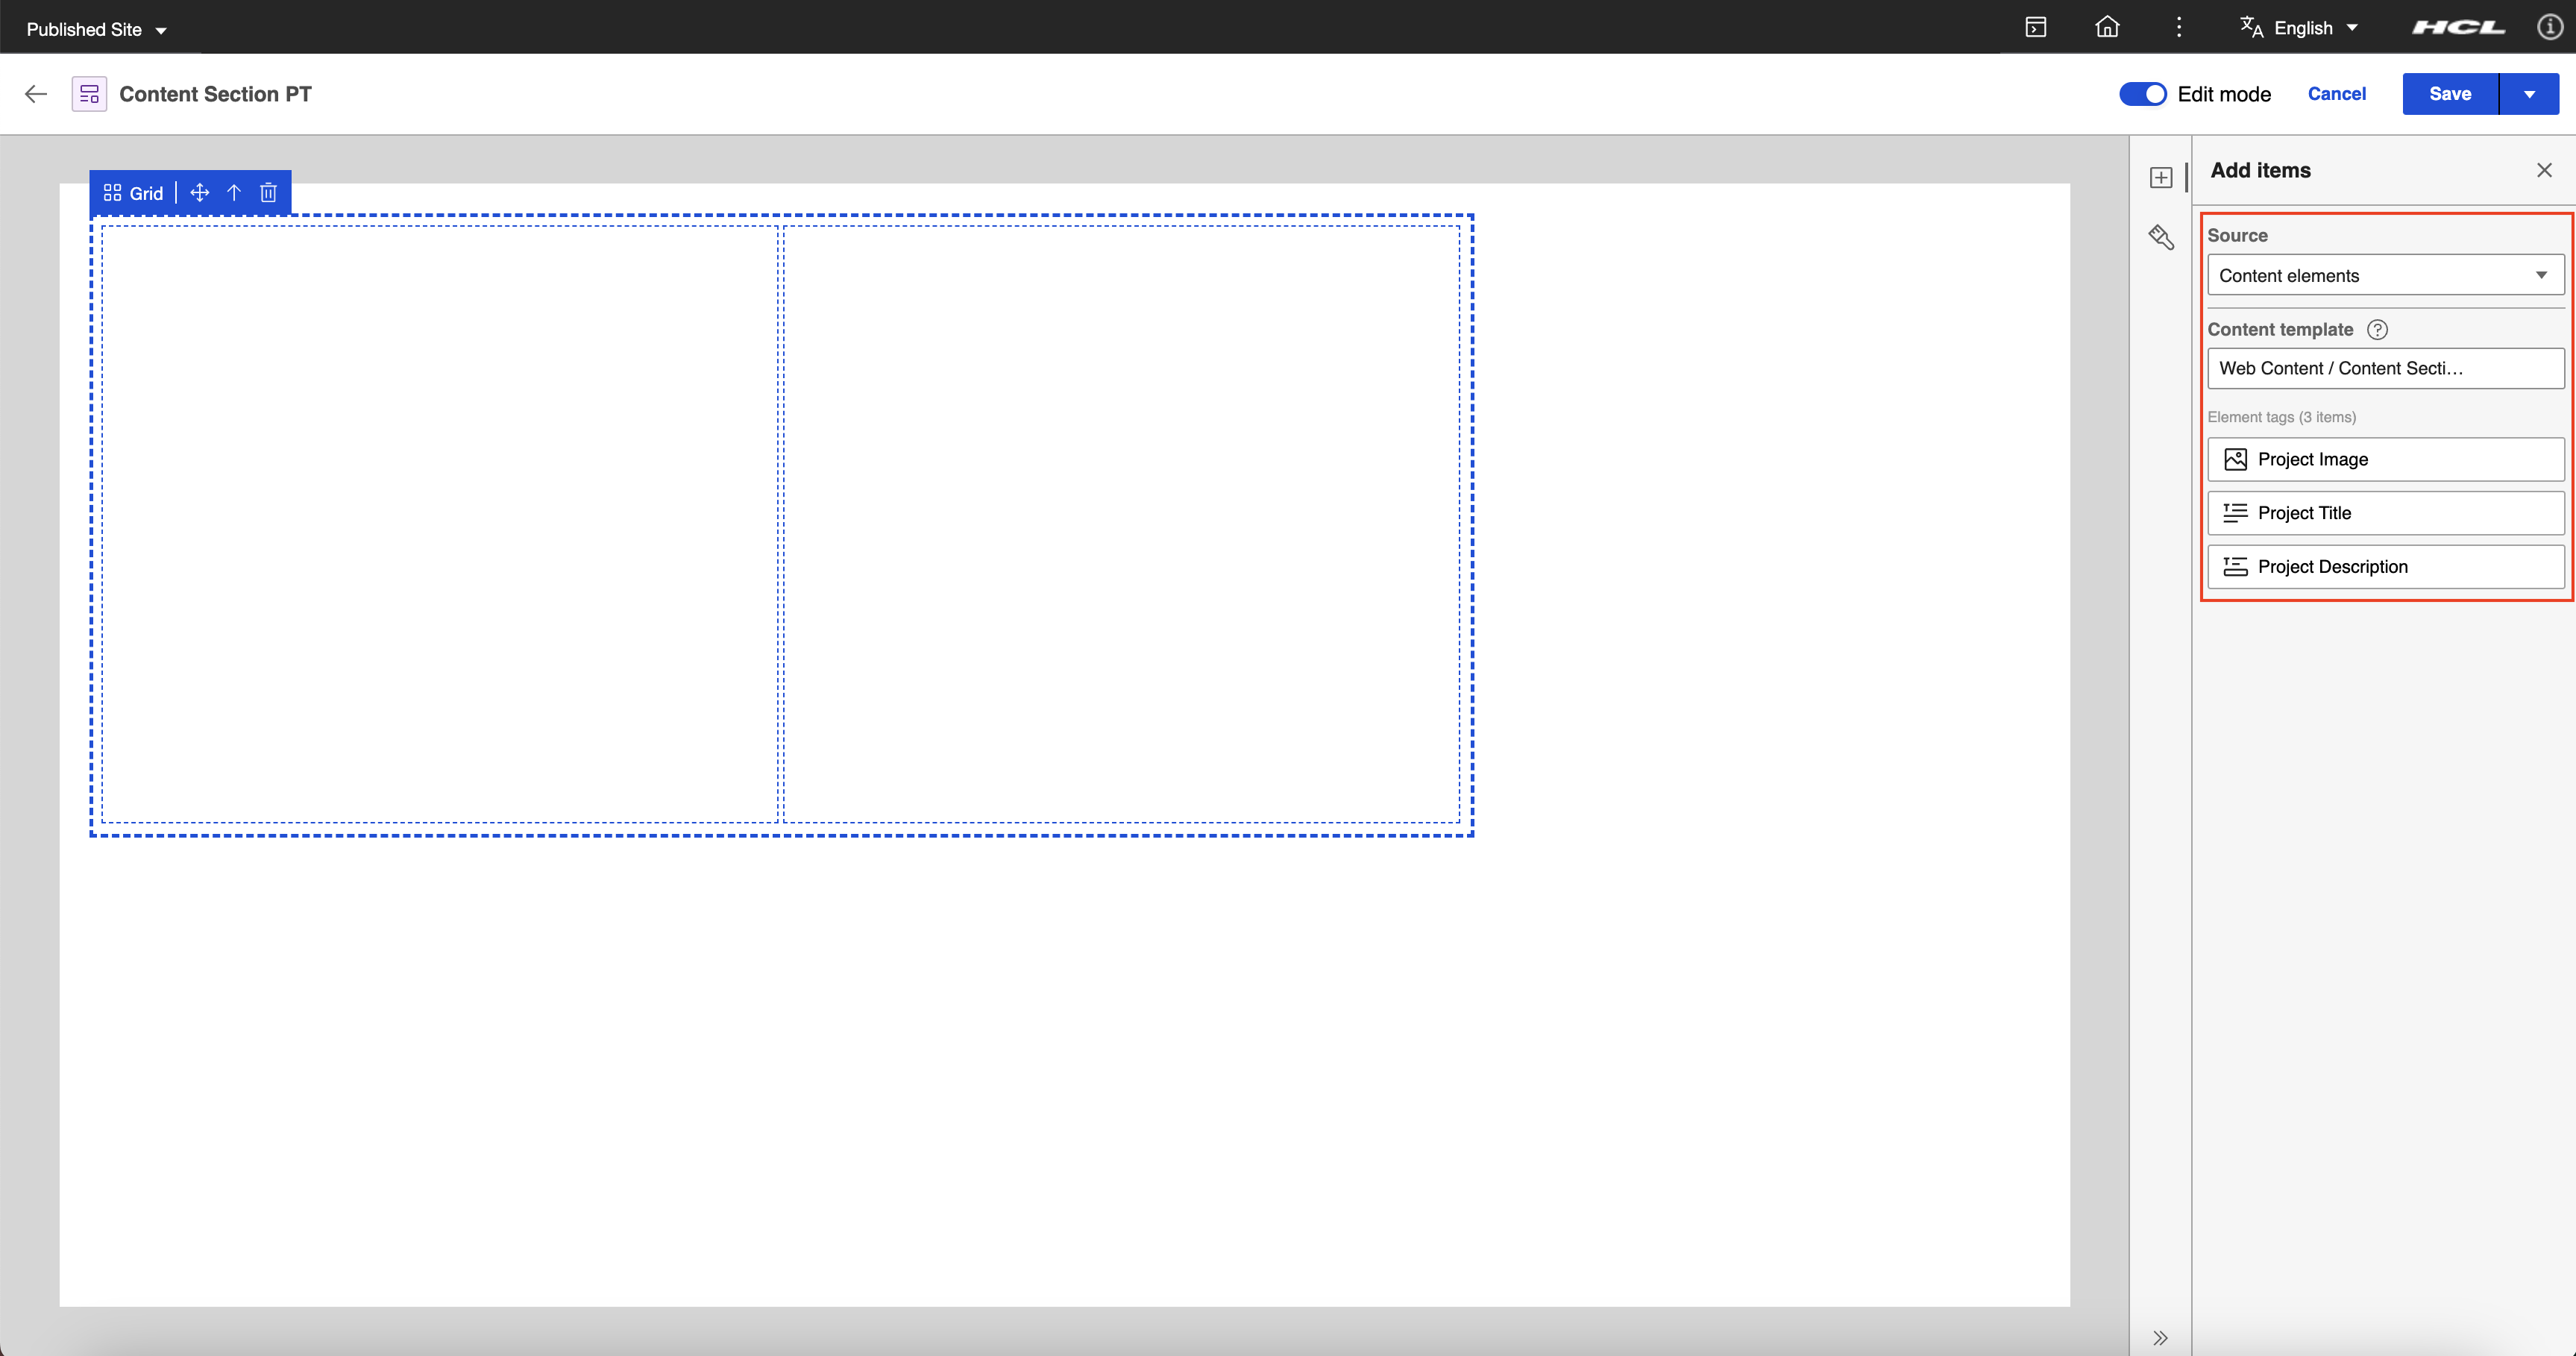 Published Site
English
HCL
Content Section PT
Edit mode
Cancel
Save
Grid
Add items
Source
Content elements
Content template
Web Content / Content Secti...
Element tags (3 items)
Project Image
Project Title
Project Description